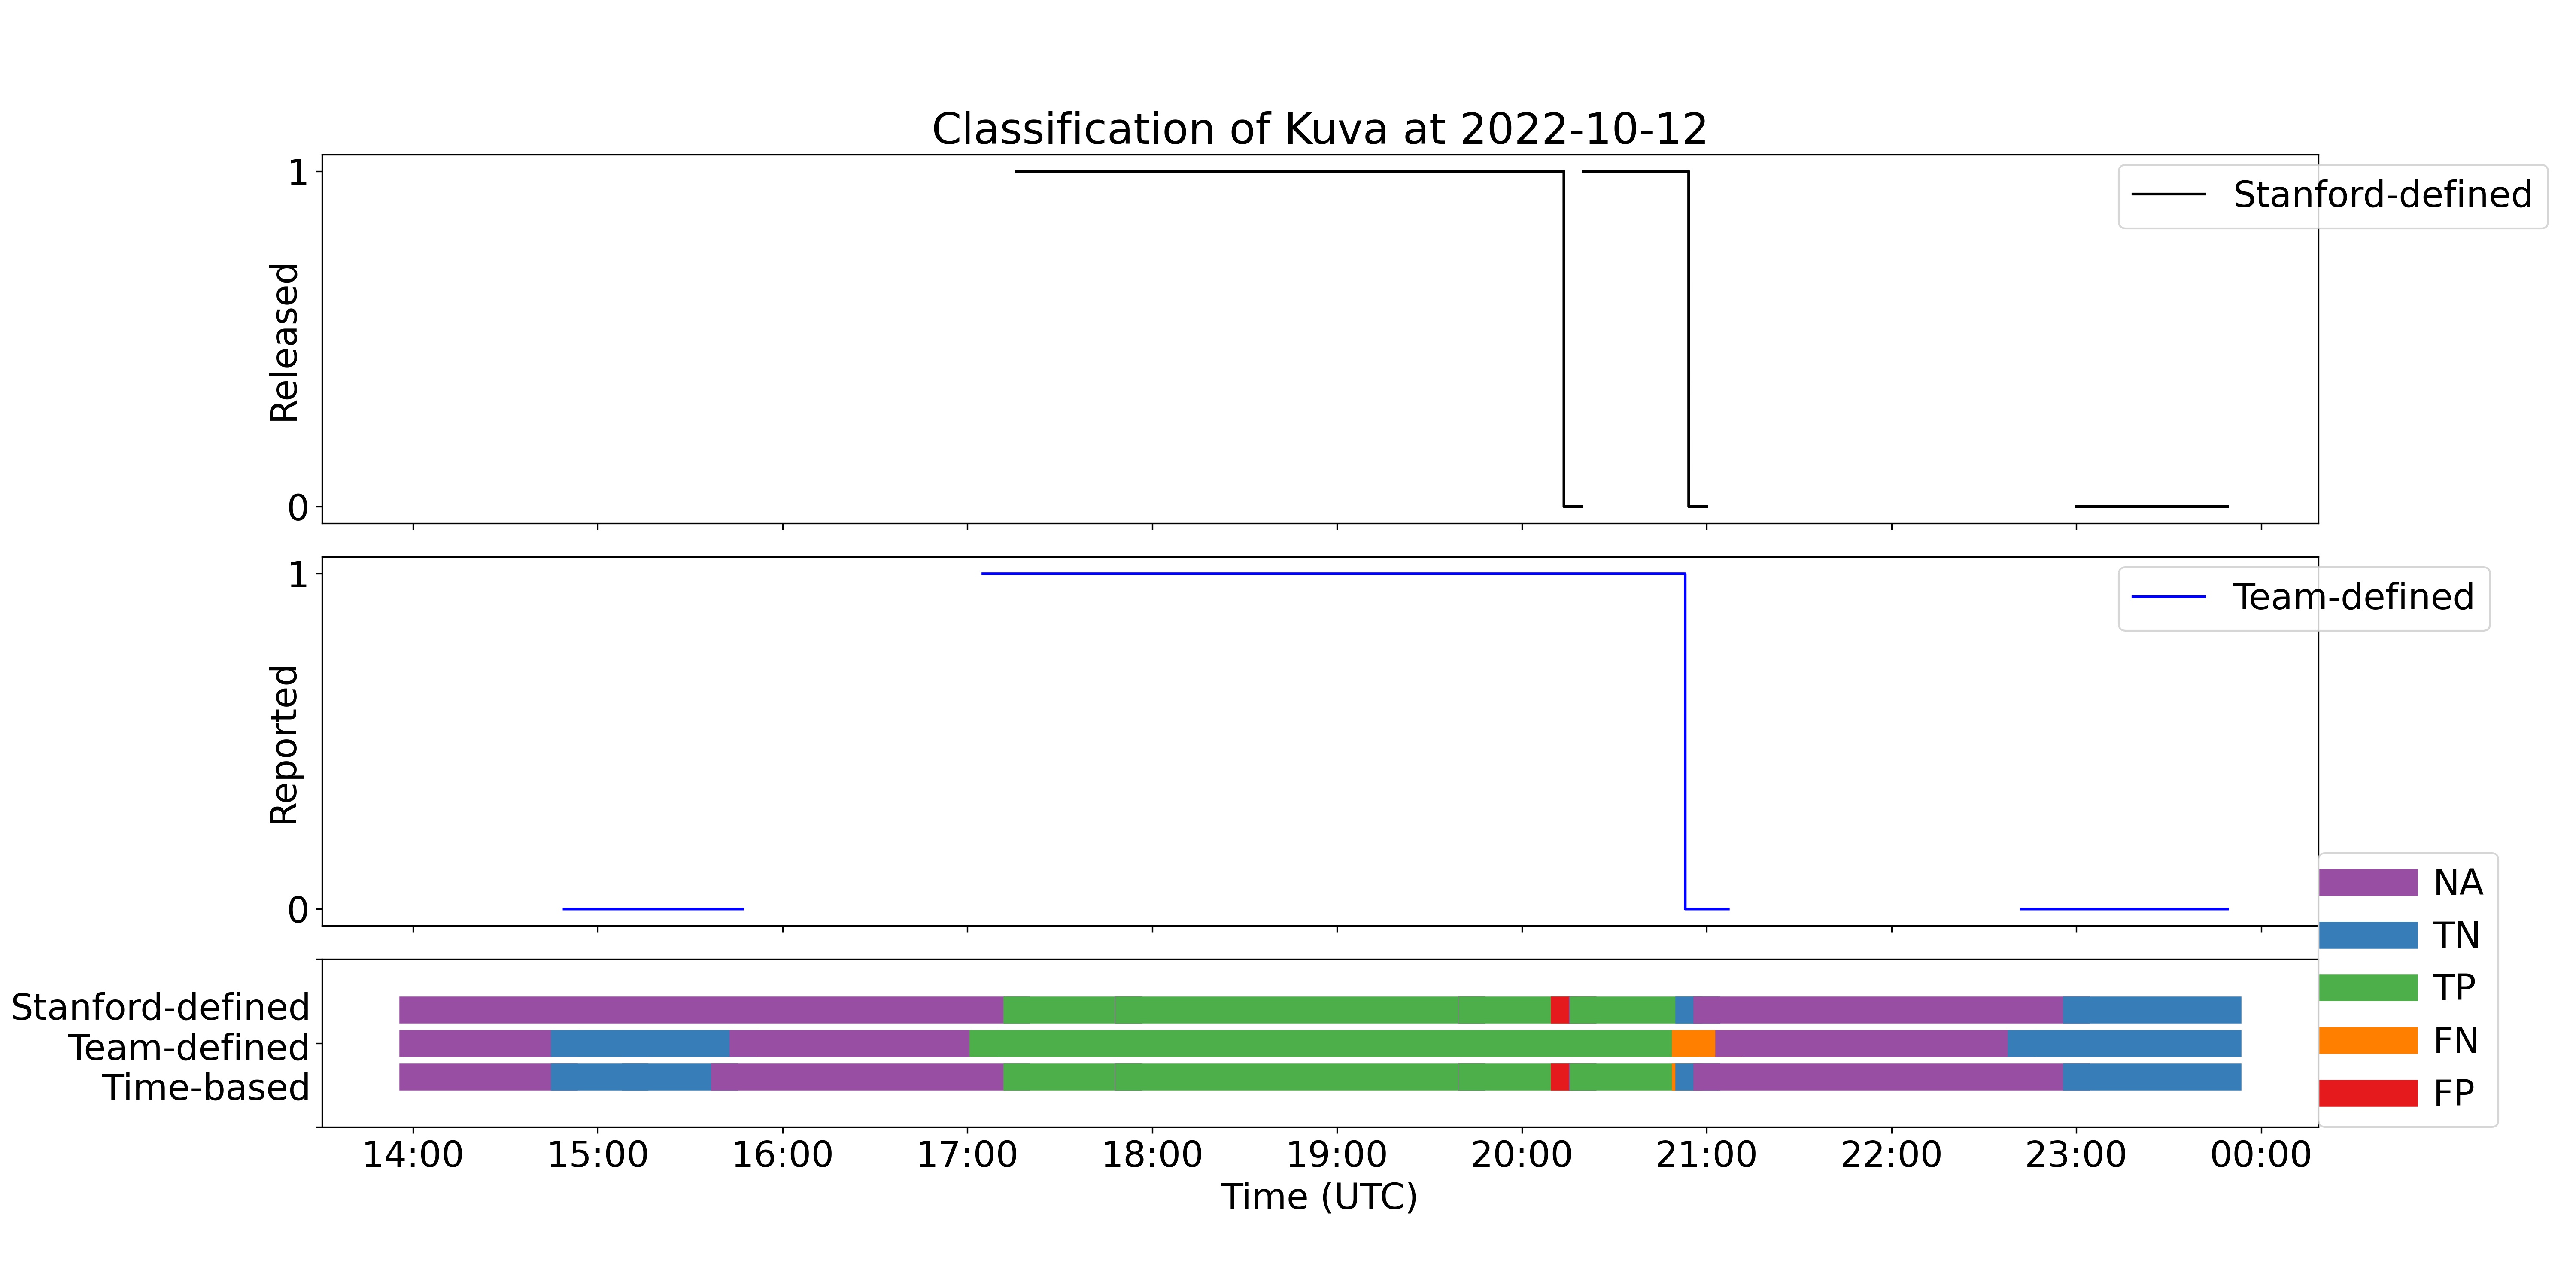 Classification of Kuva at 2022-10-12
1
0
Released
Stanford-defined
1
0
Reported
Team-defined
NA
TN
TP
FN
FP
Stanford-defined
Team-defined
Time-based
14:00 15:00 16:00 17:00 18:00 19:00 20:00 21:00 22:00 23:00 00:00
Time (UTC)